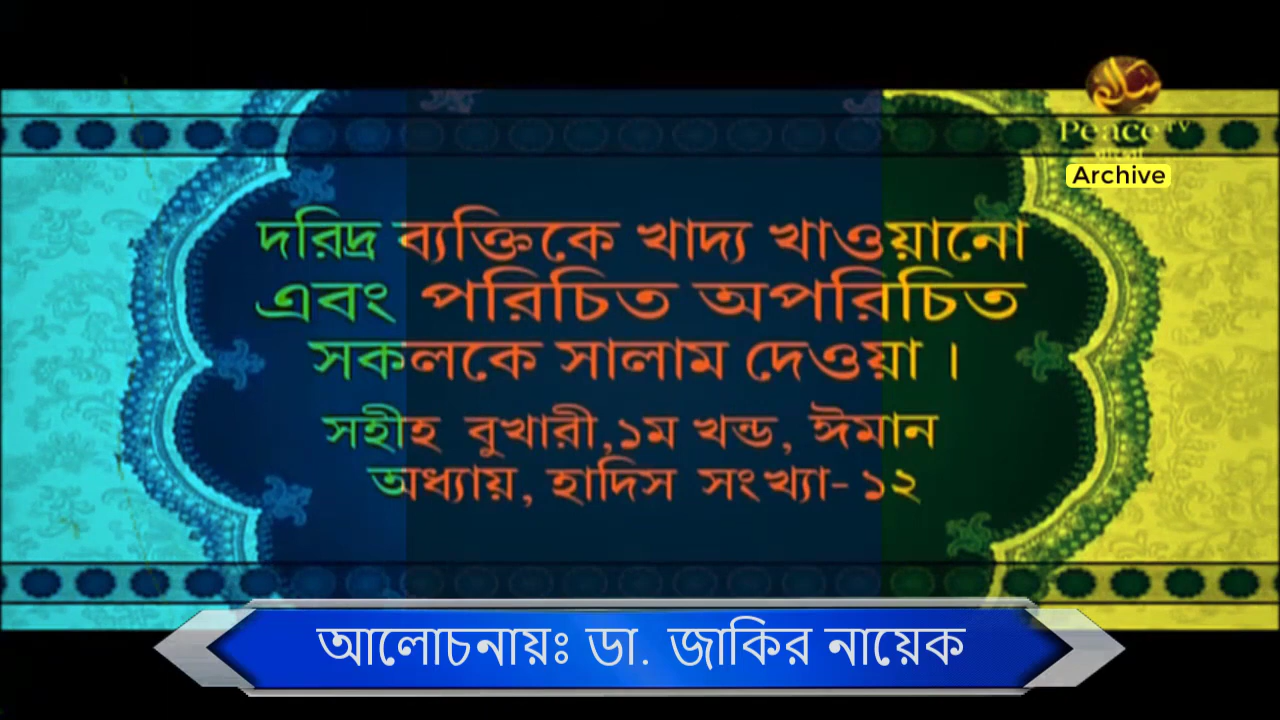 سلام
Peace TV
বাংলা
Archive
দরিদ্র ব্যক্তিকে খাদ্য খাওয়ানো
এবং পরিচিত অপরিচিত
সকলকে সালাম দেওয়া ।
সহীহ বুখারী,১ম খন্ড, ঈমান
অধ্যায়, হাদিস সংখ্যা- ১২
আলোচনায়ঃ ডা. জাকির নায়েক